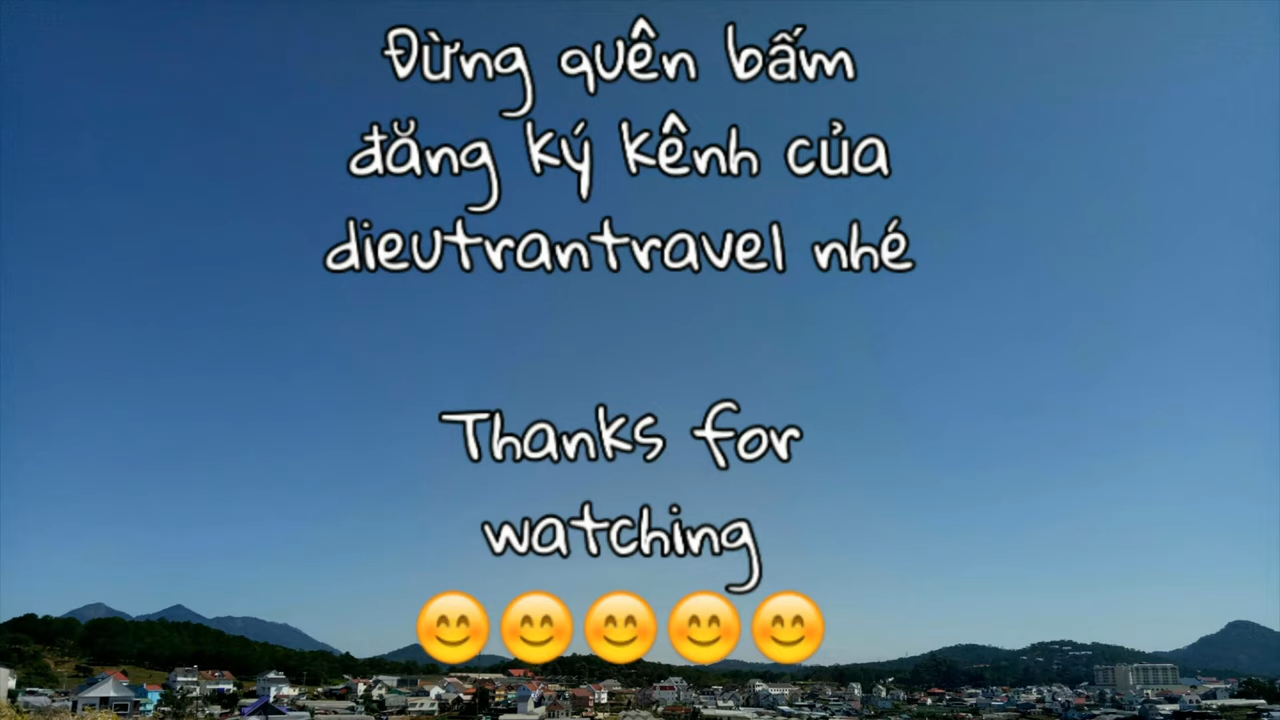 Đừng quên bấm
đăng ký kênh của
dieutrantravel nhé
Thanks for
watching
😊😊😊😊😊